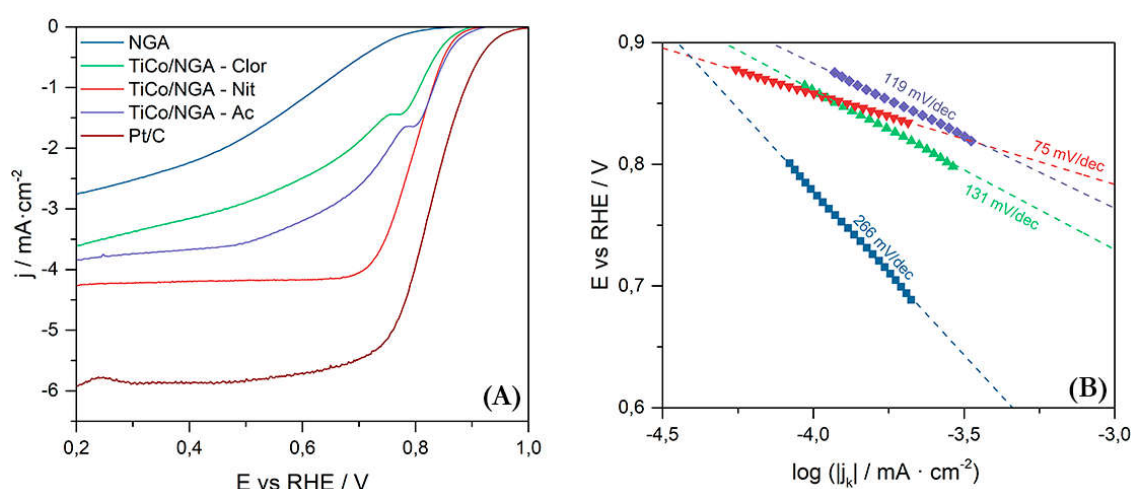 NGA
TiCo/NGA - Clor
TiCo/NGA - Nit
TiCo/NGA - Ac
Pt/C
0
-1
-2
-3
-4
-5
-6
j / mA·cm-2
0,2
0,4
0,6
0,8
1,0
E vs RHE / V
(A)
0,9
0,8
0,7
0,6
E vs RHE / V
119 mV/dec
75 mV/dec
131 mV/dec
266 mV/dec
(B)
-4,5
-4,0
-3,5
-3,0
log (|jk| / mA · cm-2)